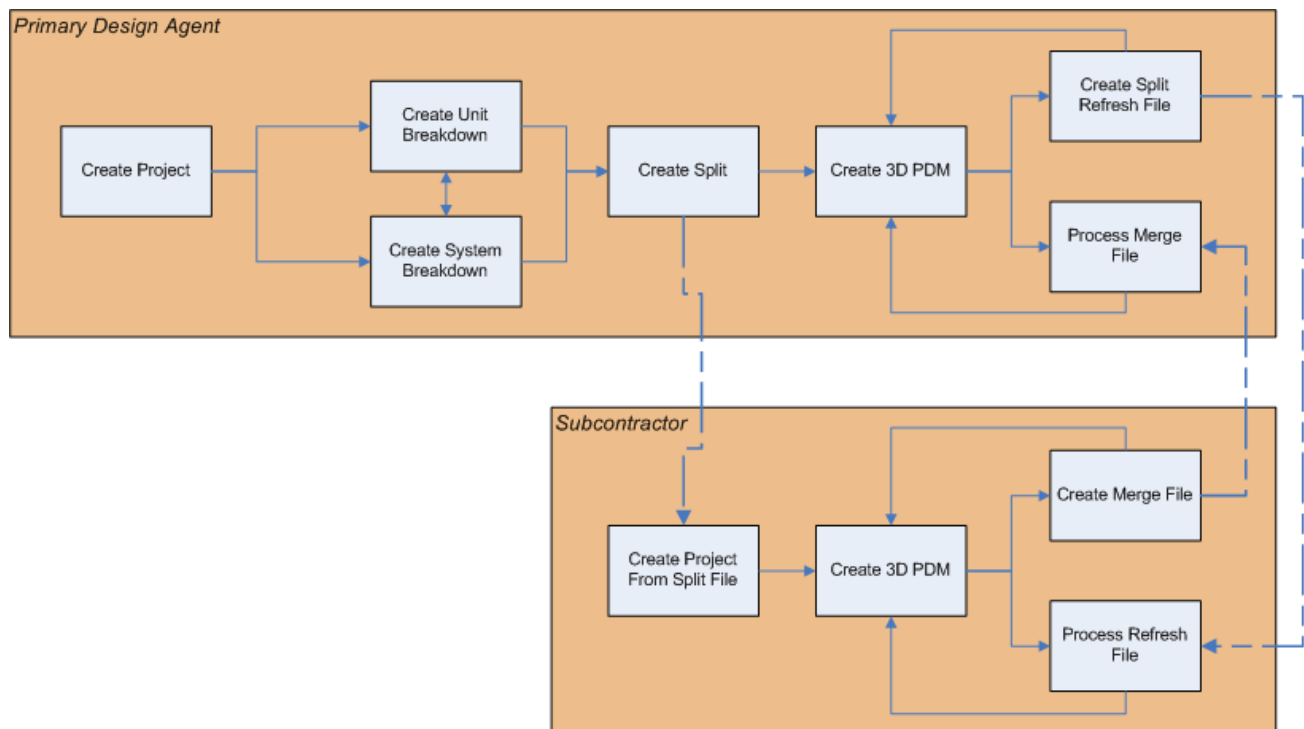 Primary Design Agent
Create Project
Create Unit
Breakdown
Create System
Breakdown
Create Split
Create 3D PDM
Create Split
Refresh File
Process Merge
File
Subcontractor
Create Project
From Split File
Create 3D PDM
Create Merge File
Process Refresh
File